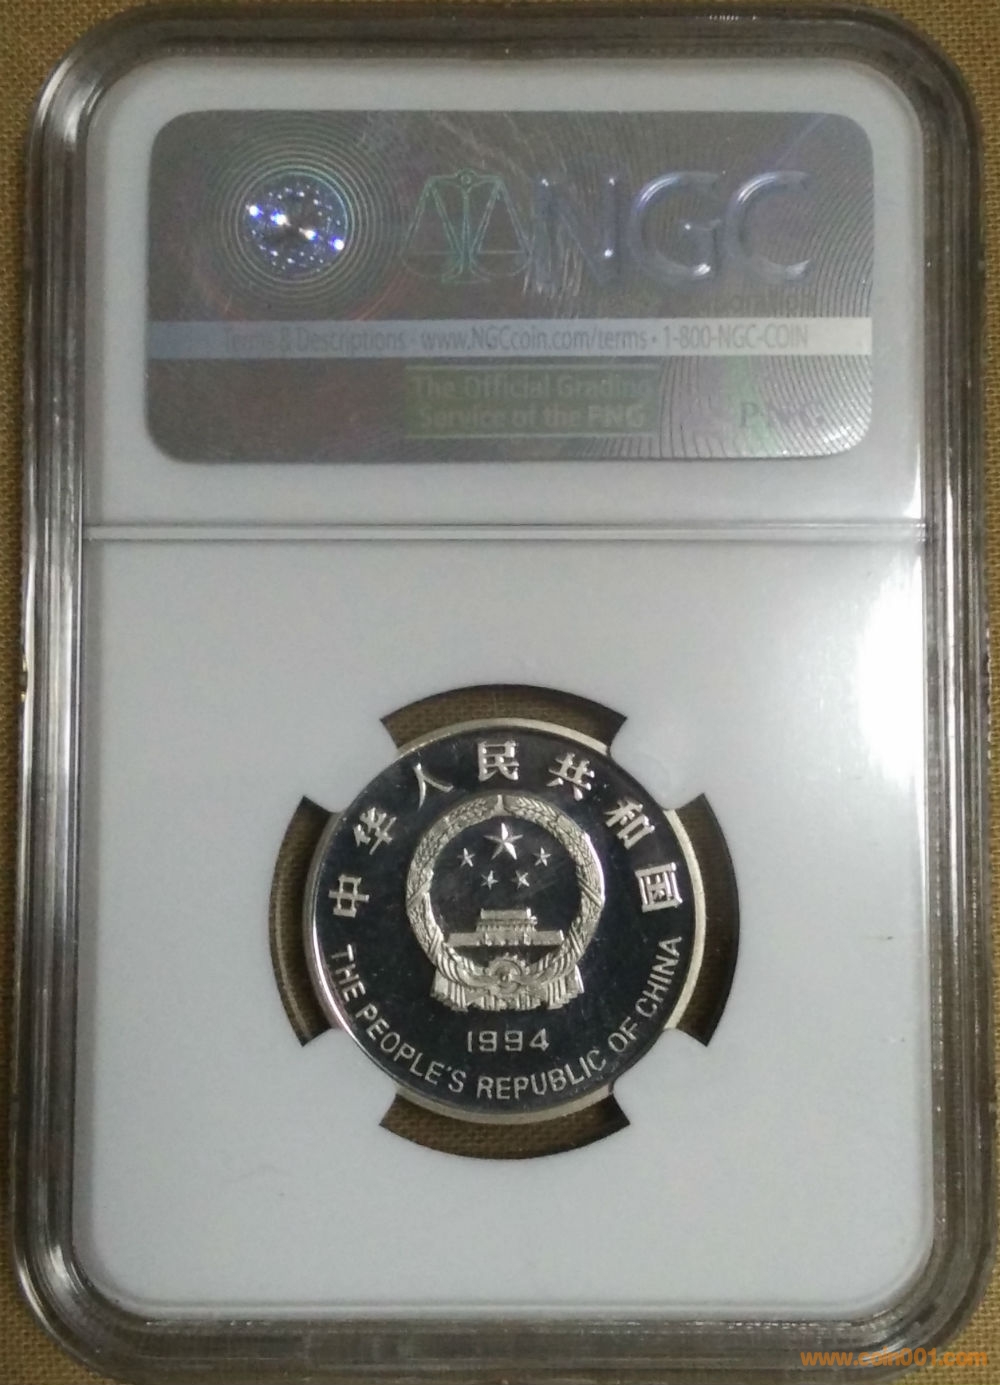 NGC
Terms & Descriptions · www.NGCcoin.com/terms · 1-800-NGC-COIN
The Official Grading
Service of the PNG
PNG
中华人民共和国
1994
THE PEOPLE'S REPUBLIC OF CHINA
www.coin001.com